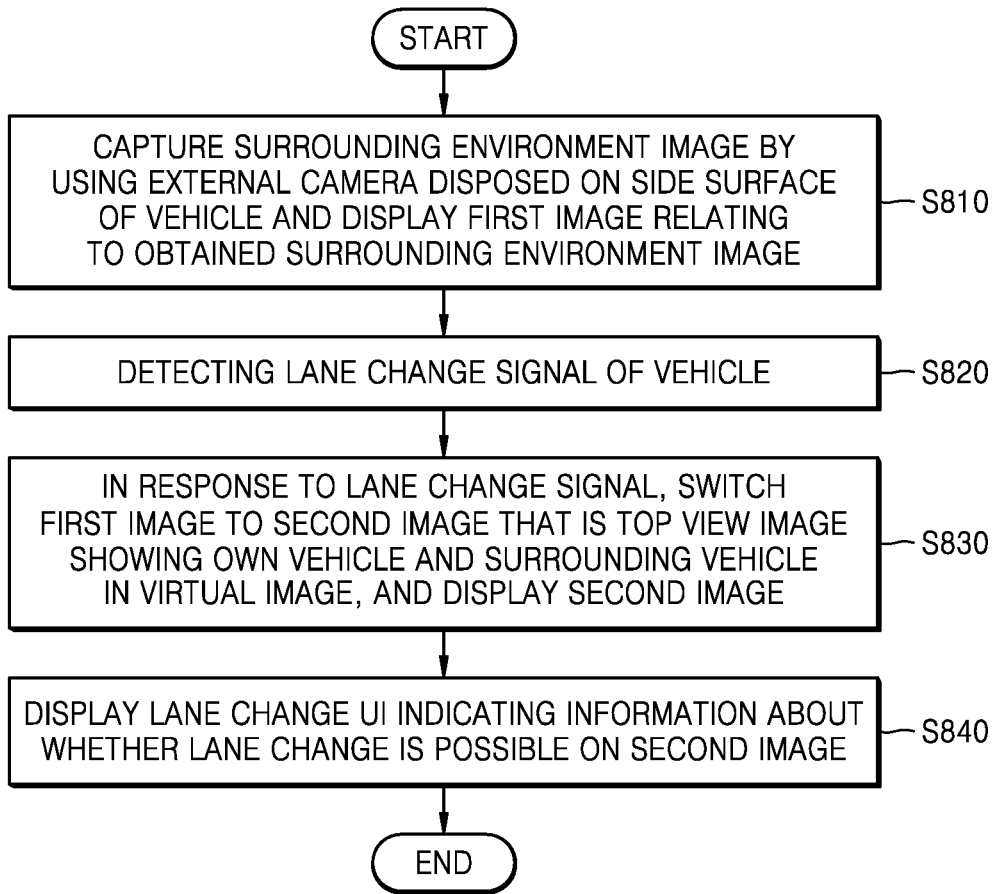 START
CAPTURE SURROUNDING ENVIRONMENT IMAGE BY
USING EXTERNAL CAMERA DISPOSED ON SIDE SURFACE
OF VEHICLE AND DISPLAY FIRST IMAGE RELATING
TO OBTAINED SURROUNDING ENVIRONMENT IMAGE
S810
DETECTING LANE CHANGE SIGNAL OF VEHICLE
S820
IN RESPONSE TO LANE CHANGE SIGNAL, SWITCH
FIRST IMAGE TO SECOND IMAGE THAT IS TOP VIEW IMAGE
SHOWING OWN VEHICLE AND SURROUNDING VEHICLE
IN VIRTUAL IMAGE, AND DISPLAY SECOND IMAGE
S830
DISPLAY LANE CHANGE UI INDICATING INFORMATION ABOUT
WHETHER LANE CHANGE IS POSSIBLE ON SECOND IMAGE
S840
END